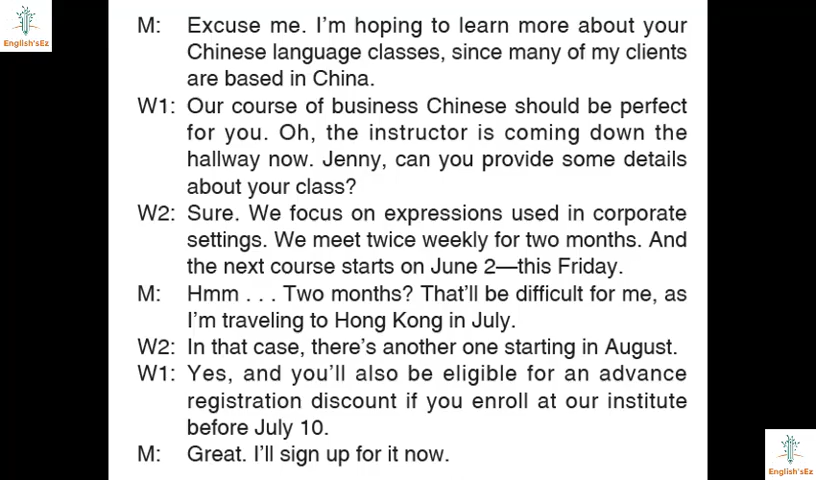 English'sEz
M: Excuse me. I'm hoping to learn more about your
Chinese language classes, since many of my clients
are based in China.
W1: Our course of business Chinese should be perfect
for you. Oh, the instructor is coming down the
hallway now. Jenny, can you provide some details
about your class?
W2: Sure. We focus on expressions used in corporate
settings. We meet twice weekly for two months. And
the next course starts on June 2—this Friday.
M: Hmm . . . Two months? That'll be difficult for me, as
I'm traveling to Hong Kong in July.
W2: In that case, there's another one starting in August.
W1: Yes, and you'll also be eligible for an advance
registration discount if you enroll at our institute
before July 10.
M: Great. I'll sign up for it now.
English'sEz